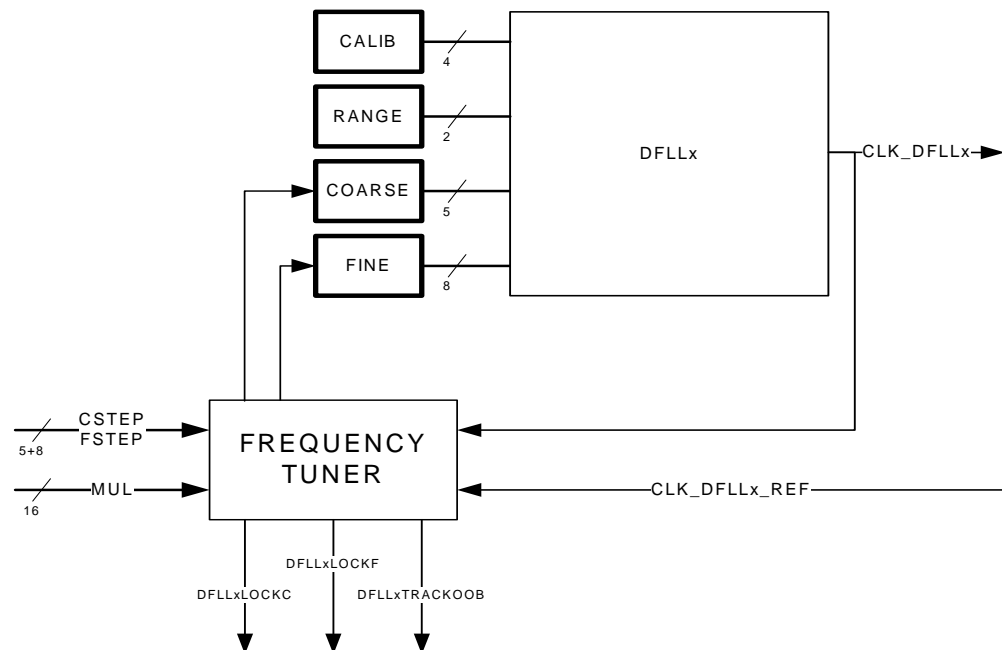 CALIB
4
RANGE
2
DFLLx
CLK_DFLLx
COARSE
5
FINE
8
CSTEP
FSTEP
5+8
FREQUENCY
TUNER
MUL
16
CLK_DFLLx_REF
DFLLxLOCKF
DFLLxLOCKC
DFLLxTRACKOOB